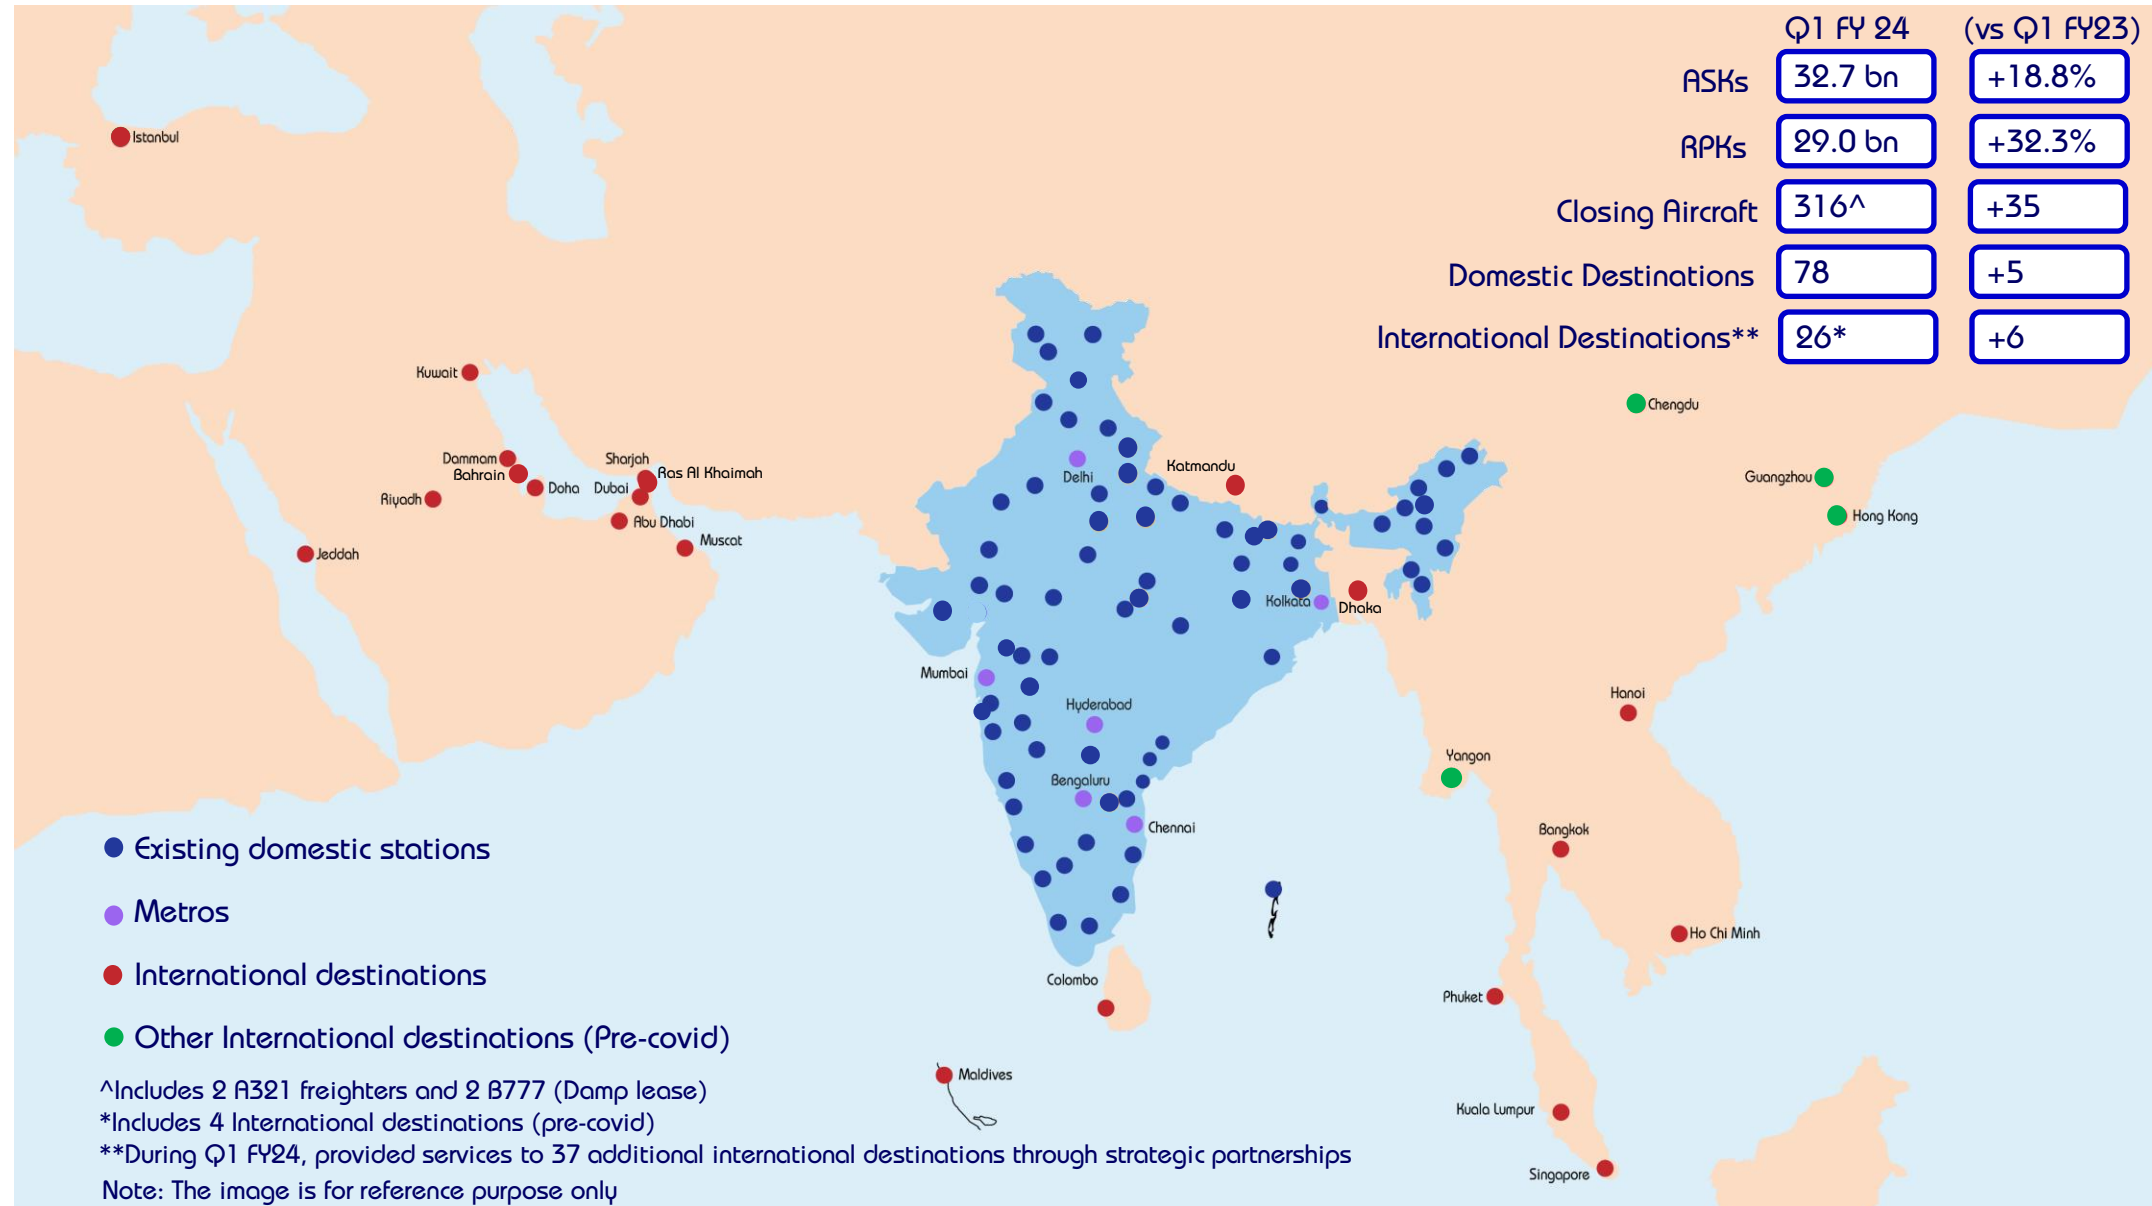 Q1 FY 24 (vs Q1 FY23)
ASKs 32.7 bn +18.8%
RPKs 29.0 bn +32.3%
Closing Aircraft 316^ +35
Domestic Destinations 78 +5
International Destinations** 26* +6
Istanbul
Kuwait
Chengdu
Dammam
Bahrain
Riyadh
Doha
Sharjah
Ras Al Khaimah
Dubai
Abu Dhabi
Muscat
Jeddah
Delhi
Katmandu
Guangzhou
Hong Kong
Kolkata
Dhaka
Mumbai
Hyderabad
Hanoi
Yangon
Bengaluru
Chennai
Bangkok
Ho Chi Minh
Colombo
Phuket
Maldives
Kuala Lumpur
Singapore
Existing domestic stations
Metros
International destinations
Other International destinations (Pre-covid)
^Includes 2 A321 freighters and 2 B777 (Damp lease)
*Includes 4 International destinations (pre-covid)
**During Q1 FY24, provided services to 37 additional international destinations through strategic partnerships
Note: The image is for reference purpose only